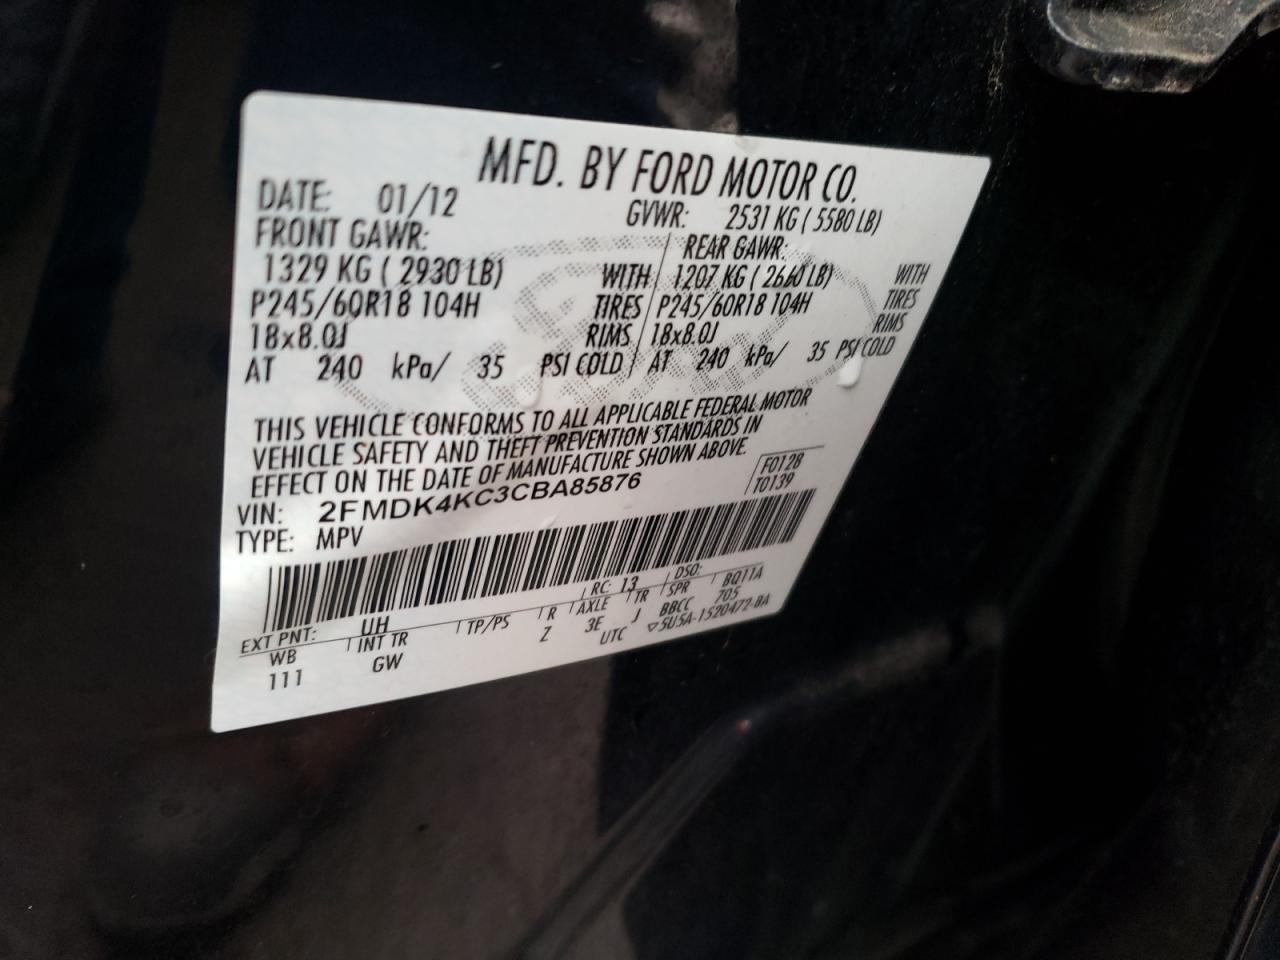 MFD. BY FORD MOTOR CO.
DATE: 01/12 GVWR: 2531 KG ( 5580 LB)
FRONT GAWR: REAR GAWR:
1329 KG ( 2930 LB) WITH 1207 KG ( 2660 LB) WITH
P245/60R18 104H TIRES P245/60R18 104H TIRES
18x8.0J RIMS 18x8.0J RIMS
AT 240 kPa/ 35 PSI COLD AT 240 kPa/ 35 PSI COLD
THIS VEHICLE CONFORMS TO ALL APPLICABLE FEDERAL MOTOR
VEHICLE SAFETY AND THEFT PREVENTION STANDARDS IN
EFFECT ON THE DATE OF MANUFACTURE SHOWN ABOVE.
VIN: 2FMDK4KC3CBA85876 F0128
TYPE: MPV T0139
EXT PNT: UH RC: 13 DSO:
WB INT TR TP/PS R AXLE TR SPR BQ11A
111 GW Z 3E J BBCC 705
UTC ▽5U5A-1520472-BA